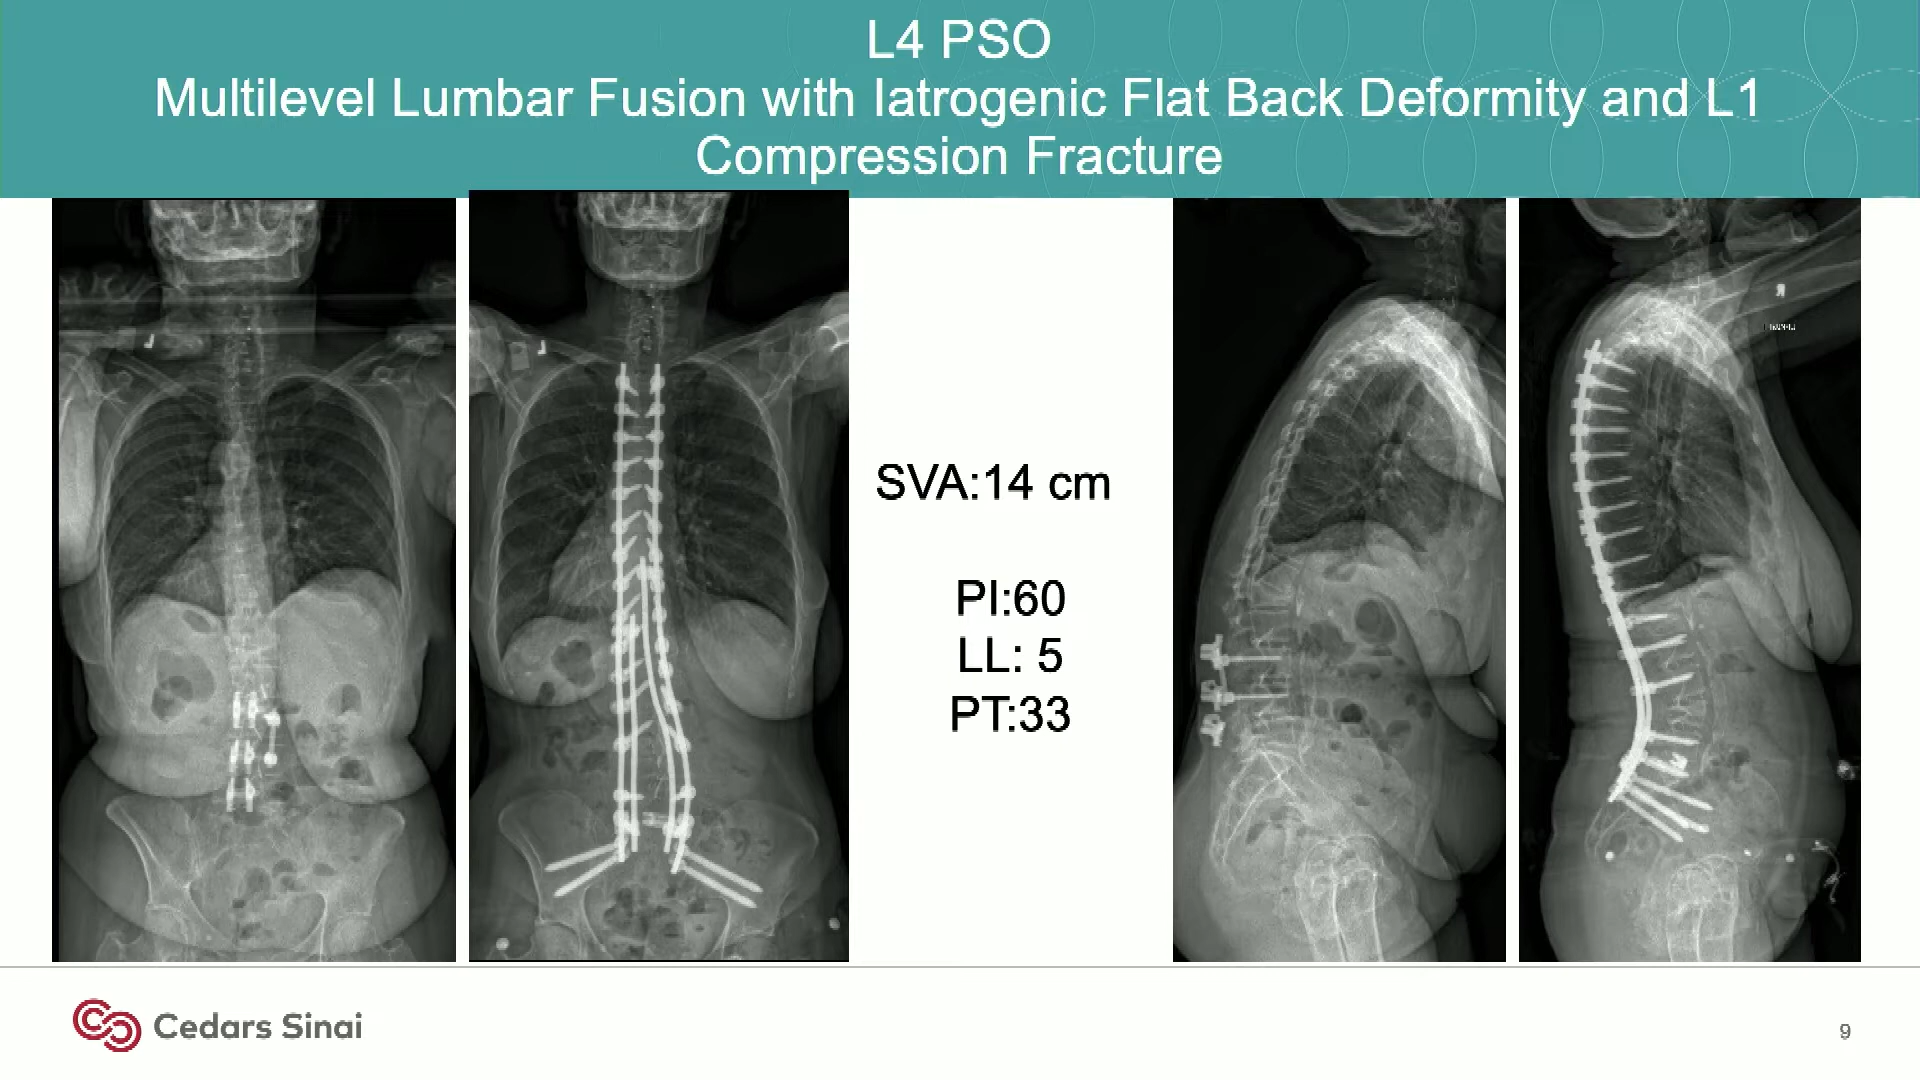 L4 PSO
Multilevel Lumbar Fusion with Iatrogenic Flat Back Deformity and L1
Compression Fracture
L
L
SVA:14 cm
PI:60
LL: 5
PT:33
R
Cedars Sinai
9